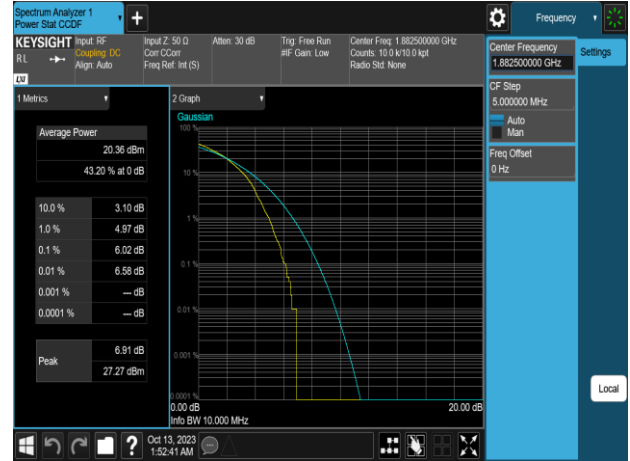 Spectrum Analyzer 1
Power Stat CCDF
+
Frequency
KEYSIGHT
RL
LXI
Input: RF
Coupling: DC
Align: Auto
Input Z: 50 Ω
Corr CCorr
Freq Ref: Int (S)
Atten: 30 dB
Trig: Free Run
#IF Gain: Low
Center Freq: 1.882500000 GHz
Counts: 10.0 k/10.0 kpt
Radio Std: None
Center Frequency
1.882500000 GHz
Settings
CF Step
5.000000 MHz
Auto
Man
Freq Offset
0 Hz
Local
1 Metrics
Average Power
20.36 dBm
43.20 % at 0 dB
10.0 % 3.10 dB
1.0 % 4.97 dB
0.1 % 6.02 dB
0.01 % 6.58 dB
0.001 % --- dB
0.0001 % --- dB
Peak
6.91 dB
27.27 dBm
2 Graph
Gaussian
100 %
10 %
1 %
0.1 %
0.01 %
0.001 %
0.0001 %
0.00 dB 20.00 dB
Info BW 10.000 MHz
?
Oct 13, 2023
1:52:41 AM